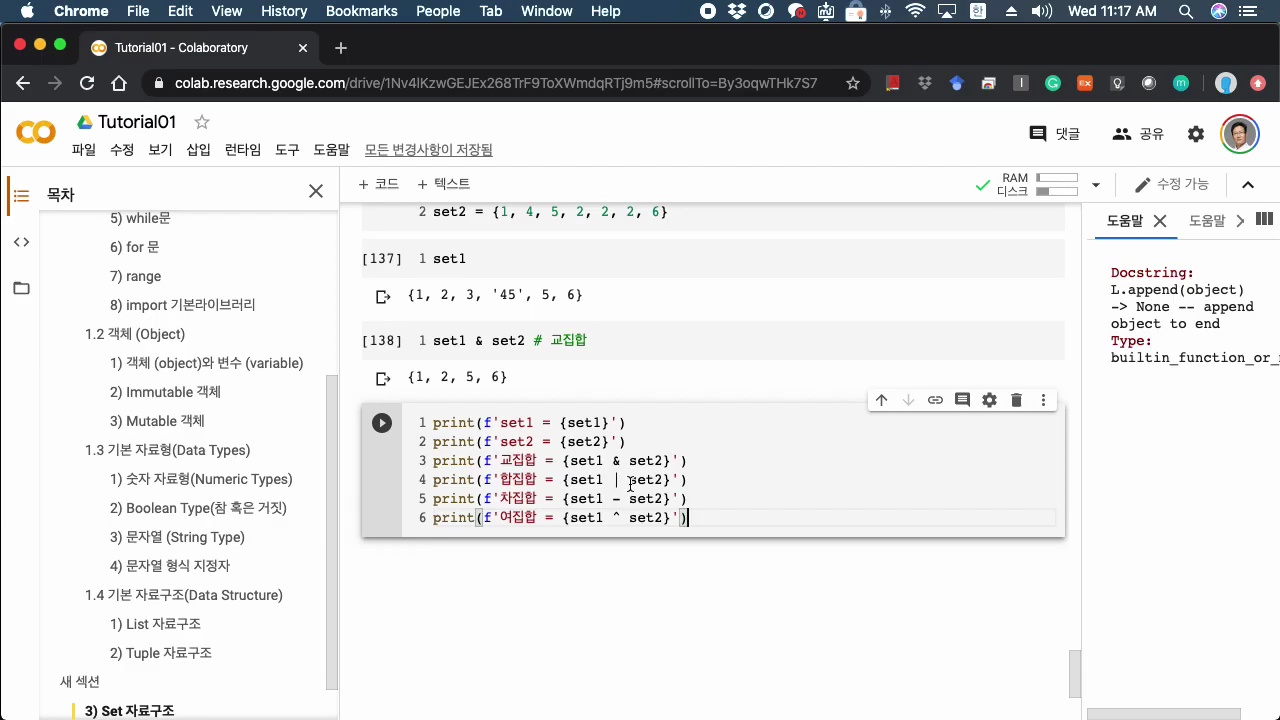 Chrome File Edit View History Bookmarks People Tab Window Help 한 Wed 11:17 AM
Tutorial01 - Colaboratory
colab.research.google.com/drive/1Nv4lKzwGEJEx268TrF9ToXWmdqRTj9m5#scrollTo=By3oqwTHk7S7
Tutorial01
댓글 공유
파일 수정 보기 삽입 런타임 도구 도움말 모든 변경사항이 저장됨
+ 코드 + 텍스트
RAM
디스크
수정 가능
목차
5) while문
6) for 문
7) range
8) import 기본라이브러리
1.2 객체 (Object)
1) 객체 (object)와 변수 (variable)
2) Immutable 객체
3) Mutable 객체
1.3 기본 자료형(Data Types)
1) 숫자 자료형(Numeric Types)
2) Boolean Type(참 혹은 거짓)
3) 문자열 (String Type)
4) 문자열 형식 지정자
1.4 기본 자료구조(Data Structure)
1) List 자료구조
2) Tuple 자료구조
새 섹션
3) Set 자료구조
2 set2 = {1, 4, 5, 2, 2, 2, 6}
[137] 1 set1
{1, 2, 3, '45', 5, 6}
[138] 1 set1 & set2 # 교집합
{1, 2, 5, 6}
1 print(f'set1 = {set1}')
2 print(f'set2 = {set2}')
3 print(f'교집합 = {set1 & set2}')
4 print(f'합집합 = {set1 | set2}')
5 print(f'차집합 = {set1 - set2}')
6 print(f'여집합 = {set1 ^ set2}')
도움말 도움말
Docstring:
L.append(object)
-> None -- append
object to end
Type:
builtin_function_or_